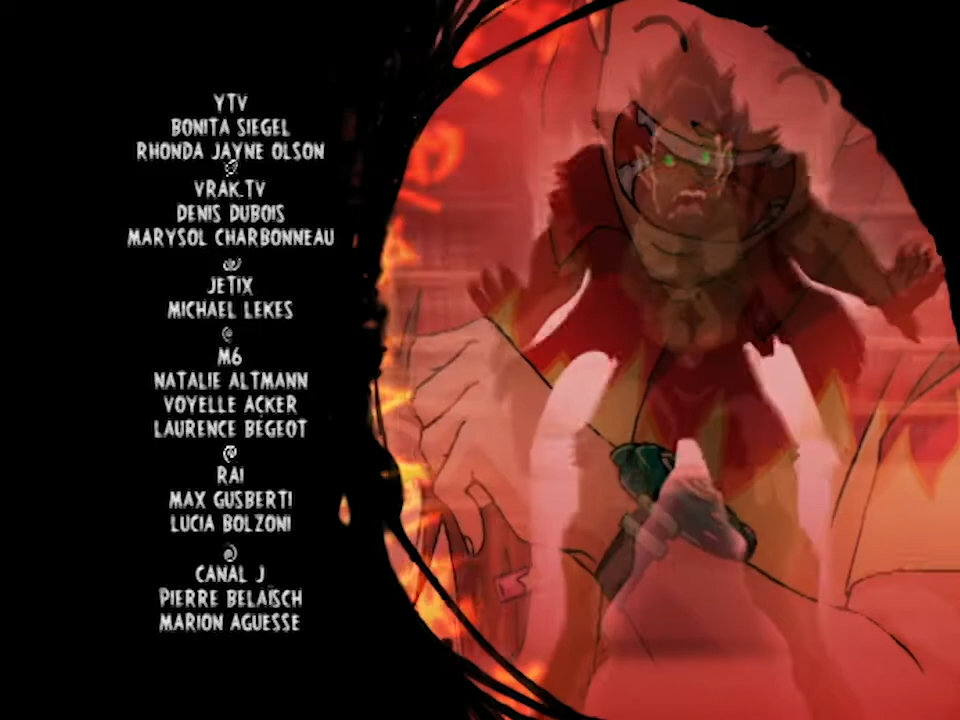 YTV
BONITA SIEGEL
RHONDA JAYNE OLSON
VRAK.TV
DENIS DUBOIS
MARYSOL CHARBONNEAU
JETIX
MICHAEL LEKES
M6
NATALIE ALTMANN
VOYELLE ACKER
LAURENCE BÉGEOT
RAI
MAX GUSBERTI
LUCIA BOLZONI
CANAL J
PIERRE BELAÏSCH
MARION AGUESSE